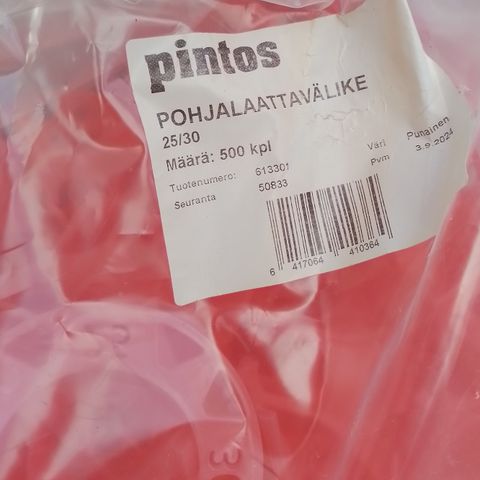 pintos
POHJALAATTAVÄLIKE
25/30
Määrä: 500 kpl
Väri Punainen
Tuotenumero: 613301
Pvm 3.9.2024
Seuranta 50833
6 417064 410364
3